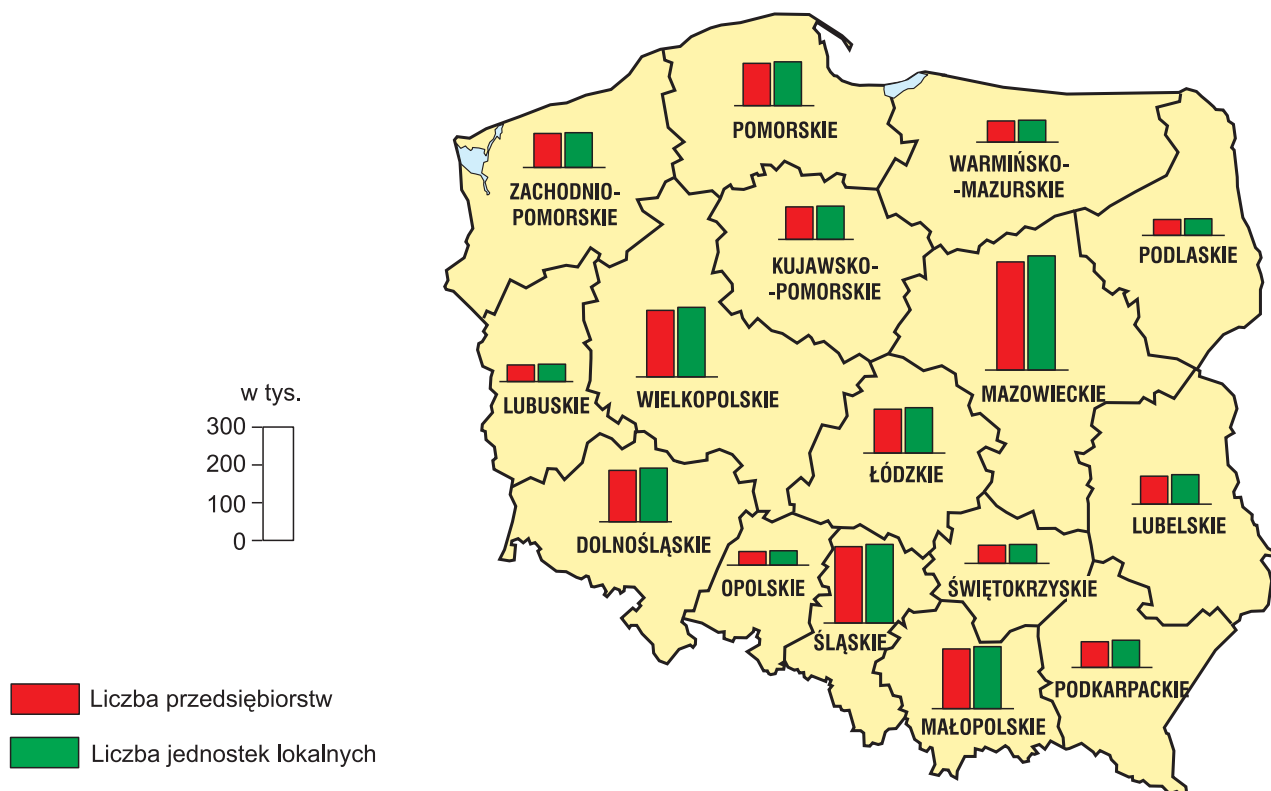 POMORSKIE
WARMIŃSKO-
-MAZURSKIE
ZACHODNIO-
POMORSKIE
PODLASKIE
KUJAWSKO-
-POMORSKIE
MAZOWIECKIE
WIELKOPOLSKIE
LUBUSKIE
w tys.
300
200
100
0
ŁÓDZKIE
LUBELSKIE
DOLNOŚLĄSKIE
OPOLSKIE
ŚWIĘTOKRZYSKIE
ŚLĄSKIE
PODKARPACKIE
MAŁOPOLSKIE
Liczba przedsiębiorstw
Liczba jednostek lokalnych